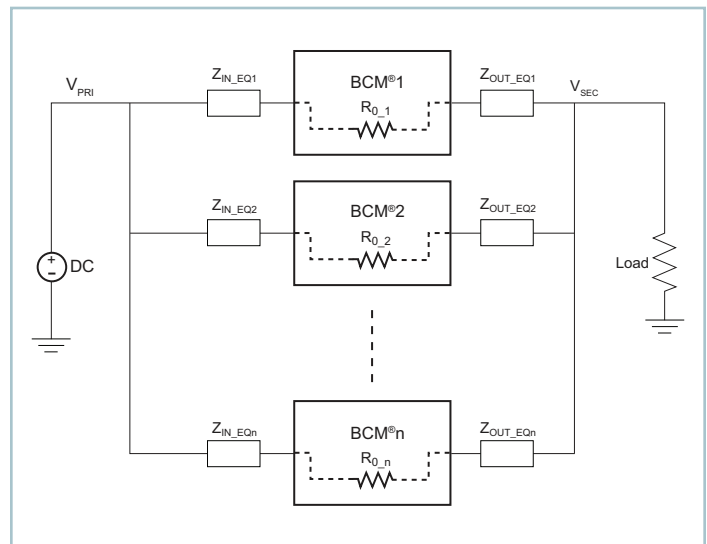 V_PRI
Z_IN_EQ1
BCM®1
R_0_1
Z_OUT_EQ1
V_SEC
Z_IN_EQ2
BCM®2
R_0_2
Z_OUT_EQ2
+
–
DC
Load
Z_IN_EQn
BCM®n
R_0_n
Z_OUT_EQn